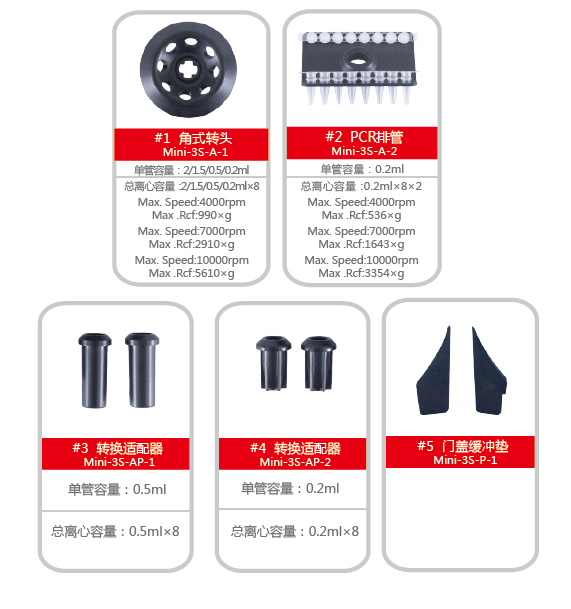 #1 角式转头
Mini-3S-A-1
单管容量：2/1.5/0.5/0.2ml
总离心容量:2/1.5/0.5/0.2ml×8
Max. Speed:4000rpm
Max .Rcf:990×g
Max. Speed:7000rpm
Max .Rcf:2910×g
Max. Speed:10000rpm
Max .Rcf:5610×g
#2 PCR排管
Mini-3S-A-2
单管容量：0.2ml
总离心容量 :0.2ml×8×2
Max. Speed:4000rpm
Max .Rcf:536×g
Max. Speed:7000rpm
Max .Rcf:1643×g
Max. Speed:10000rpm
Max .Rcf:3354×g
#3 转换适配器
Mini-3S-AP-1
单管容量：0.5ml
总离心容量：0.5ml×8
#4 转换适配器
Mini-3S-AP-2
单管容量：0.2ml
总离心容量：0.2ml×8
#5 门盖缓冲垫
Mini-3S-P-1